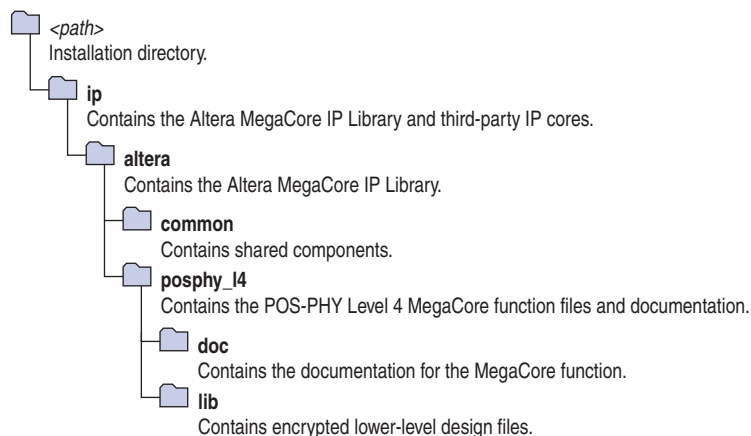 <path>
Installation directory.
ip
Contains the Altera MegaCore IP Library and third-party IP cores.
altera
Contains the Altera MegaCore IP Library.
common
Contains shared components.
posphy_l4
Contains the POS-PHY Level 4 MegaCore function files and documentation.
doc
Contains the documentation for the MegaCore function.
lib
Contains encrypted lower-level design files.